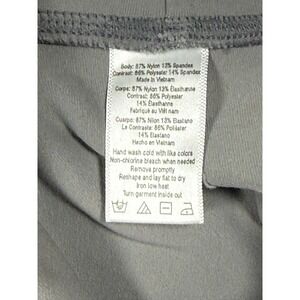 Body: 87% Nylon 13% Spandex
Contrast: 86% Polyester 14% Spandex
Made in Vietnam
Corps: 87% Nylon 13% Élasthanne
Contrast: 86% Polyester
14% Élasthanne
Fabriqué au Viêt nam
Cuerpo: 87% Nilon 13% Elastano
Le Contraste: 86% Poliéster
14% Elastano
Hecho en Vietnam
Hand wash cold with like colors
Non-chlorine bleach when needed
Remove promptly
Reshape and lay flat to dry
Iron low heat
Turn garment inside out